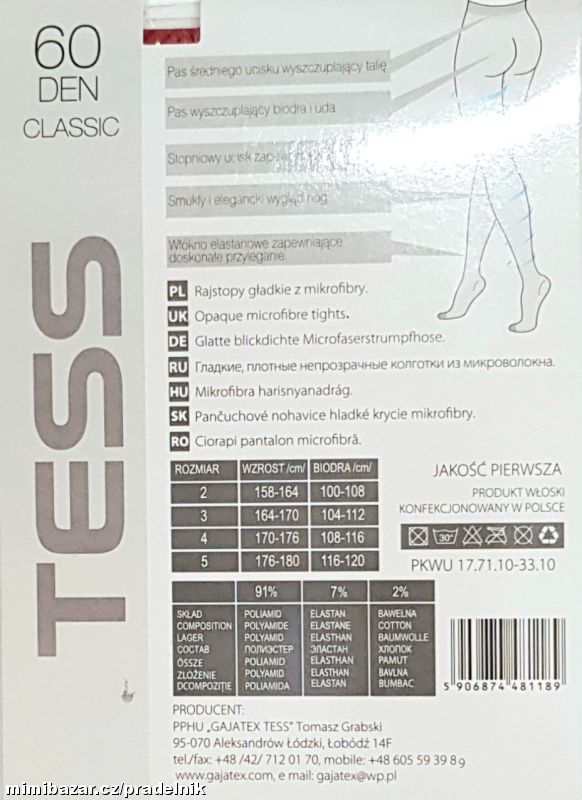 60
DEN
CLASSIC
TESS
Pas średniego ucisku wyszczuplający talię
Pas wyszczuplający biodra i uda
Stopniowy ucisk
Smukły i elegancki wygląd nóg
Włókno elastanowe zapewniające
doskonałe przyleganie.
PL Rajstopy gładkie z mikrofibry.
UK Opaque microfibre tights.
DE Glatte blickdichte Microfaserstrumpfhose.
RU Гладкие, плотные непрозрачные колготки из микроволокна.
HU Mikrofibra harisnyanadrág.
SK Pančuchové nohavice hladké krycie mikrofibry.
RO Ciorapi pantalon microfibră.
ROZMIAR WZROST /cm/ BIODRA/cm/
2 158-164 100-108
3 164-170 104-112
4 170-176 108-116
5 176-180 116-120
JAKOŚĆ PIERWSZA
PRODUKT WŁOSKI
KONFEKCJONOWANY W POLSCE
30°
PKWU 17.71.10-33.10
91% 7% 2%
SKŁAD POLIAMID ELASTAN BAWEŁNA
COMPOSITION POLYAMIDE ELASTANE COTTON
LAGER POLYAMID ELASTHAN BAUMWOLLE
СОСТАВ ПОЛИЭСТЕР ЭЛАСТАН ХЛОПОК
ÖSSZE POLIAMID ELASTHAN PAMUT
ZLOŽENIE POLYAMID ELASTHAN BAVLNA
DCOMPOZIŢIE POLIAMIDA ELASTAN BUMBAC
5 906874 481189
PRODUCENT:
PPHU „GAJATEX TESS" Tomasz Grabski
95-070 Aleksandrów Łódzki, Łobódź 14F
tel./fax: +48 /42/ 712 01 70, mobile: +48 605 59 39 89
www.gajatex.com, e mail: gajatex@wp.pl
mimibazar.cz/pradelnik